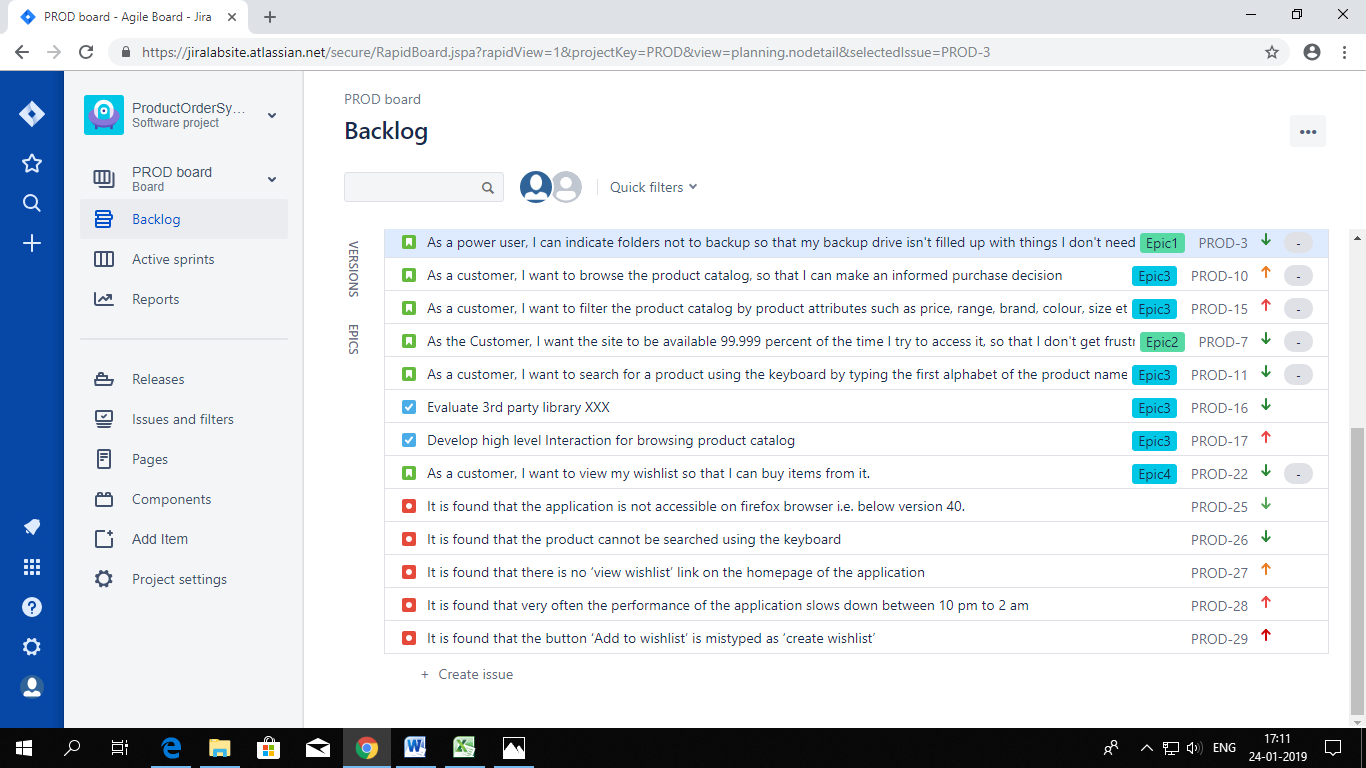 PROD board - Agile Board - Jira
https://jiralabsite.atlassian.net/secure/RapidBoard.jspa?rapidView=1&projectKey=PROD&view=planning.nodetail&selectedIssue=PROD-3
ProductOrderSy...
Software project
PROD board
Board
Backlog
Active sprints
Reports
Releases
Issues and filters
Pages
Components
Add Item
Project settings
PROD board
Backlog
Quick filters
VERSIONS
EPICS
As a power user, I can indicate folders not to backup so that my backup drive isn't filled up with things I don't need Epic1 PROD-3 -
As a customer, I want to browse the product catalog, so that I can make an informed purchase decision Epic3 PROD-10 -
As a customer, I want to filter the product catalog by product attributes such as price, range, brand, colour, size et Epic3 PROD-15 -
As the Customer, I want the site to be available 99.999 percent of the time I try to access it, so that I don't get frustr Epic2 PROD-7 -
As a customer, I want to search for a product using the keyboard by typing the first alphabet of the product name Epic3 PROD-11 -
Evaluate 3rd party library XXX Epic3 PROD-16
Develop high level Interaction for browsing product catalog Epic3 PROD-17
As a customer, I want to view my wishlist so that I can buy items from it. Epic4 PROD-22 -
It is found that the application is not accessible on firefox browser i.e. below version 40. PROD-25
It is found that the product cannot be searched using the keyboard PROD-26
It is found that there is no ‘view wishlist’ link on the homepage of the application PROD-27
It is found that very often the performance of the application slows down between 10 pm to 2 am PROD-28
It is found that the button ‘Add to wishlist’ is mistyped as ‘create wishlist’ PROD-29
+ Create issue
ENG
17:11
24-01-2019